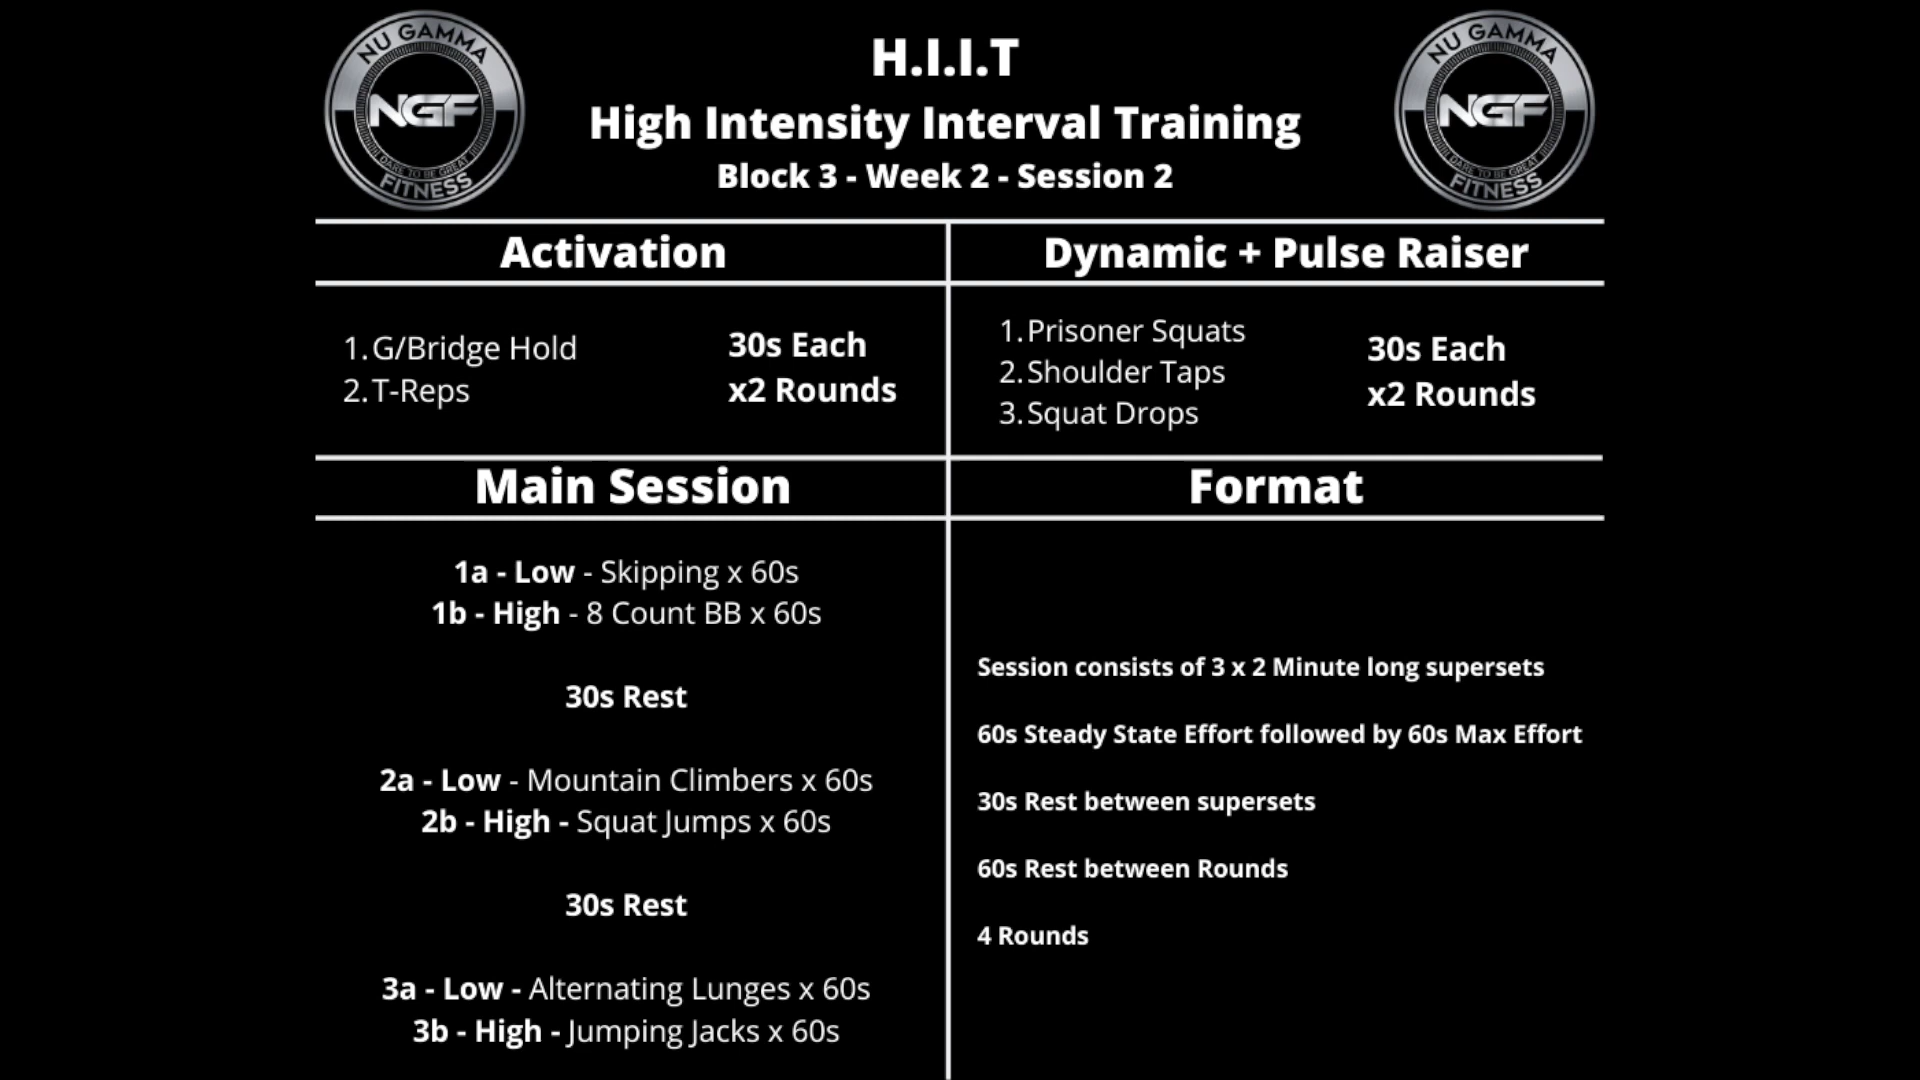 NU GAMMA
NGF
DARE TO BE GREAT
FITNESS
H.I.I.T
High Intensity Interval Training
Block 3 - Week 2 - Session 2
NU GAMMA
NGF
DARE TO BE GREAT
FITNESS
Activation
1. G/Bridge Hold
2. T-Reps
30s Each
x2 Rounds
Dynamic + Pulse Raiser
1. Prisoner Squats
2. Shoulder Taps
3. Squat Drops
30s Each
x2 Rounds
Main Session
1a - Low - Skipping x 60s
1b - High - 8 Count BB x 60s
30s Rest
2a - Low - Mountain Climbers x 60s
2b - High - Squat Jumps x 60s
30s Rest
3a - Low - Alternating Lunges x 60s
3b - High - Jumping Jacks x 60s
Format
Session consists of 3 x 2 Minute long supersets
60s Steady State Effort followed by 60s Max Effort
30s Rest between supersets
60s Rest between Rounds
4 Rounds